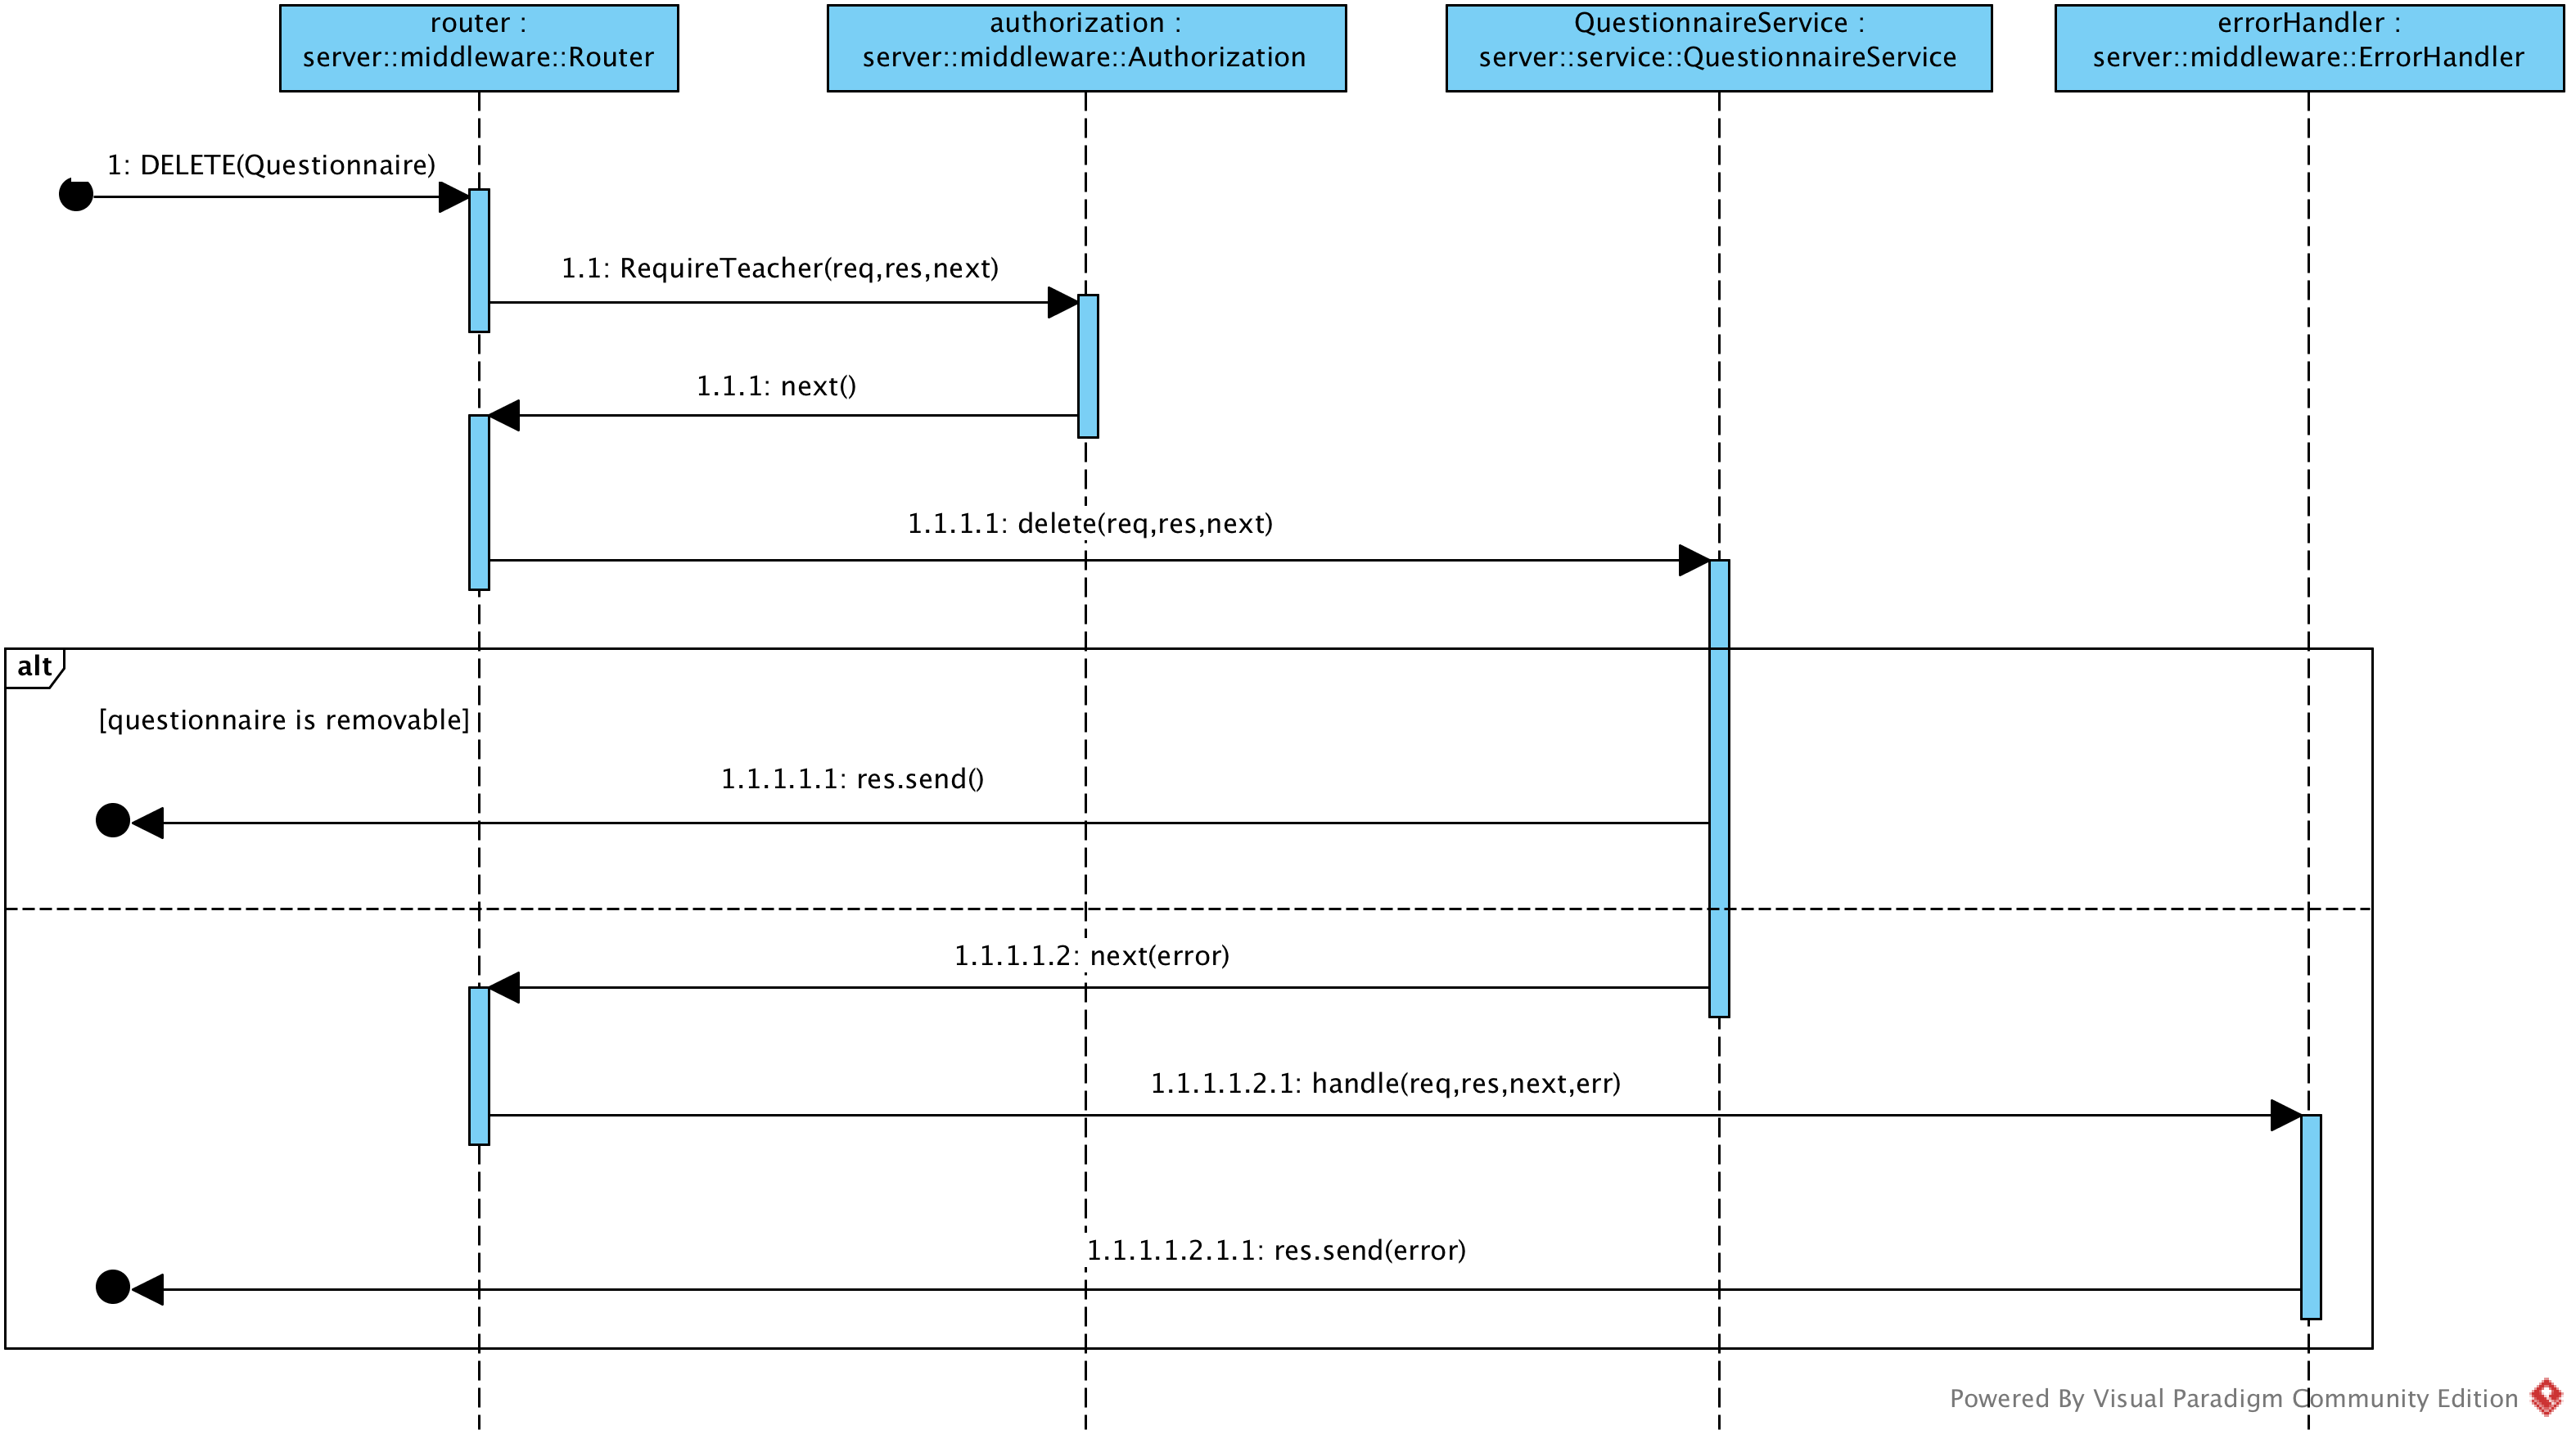 router :
server::middleware::Router
authorization :
server::middleware::Authorization
QuestionnaireService :
server::service::QuestionnaireService
errorHandler :
server::middleware::ErrorHandler
1: DELETE(Questionnaire)
1.1: RequireTeacher(req,res,next)
1.1.1: next()
1.1.1.1: delete(req,res,next)
alt
[questionnaire is removable]
1.1.1.1.1: res.send()
1.1.1.1.2: next(error)
1.1.1.1.2.1: handle(req,res,next,err)
1.1.1.1.2.1.1: res.send(error)
Powered By Visual Paradigm Community Edition